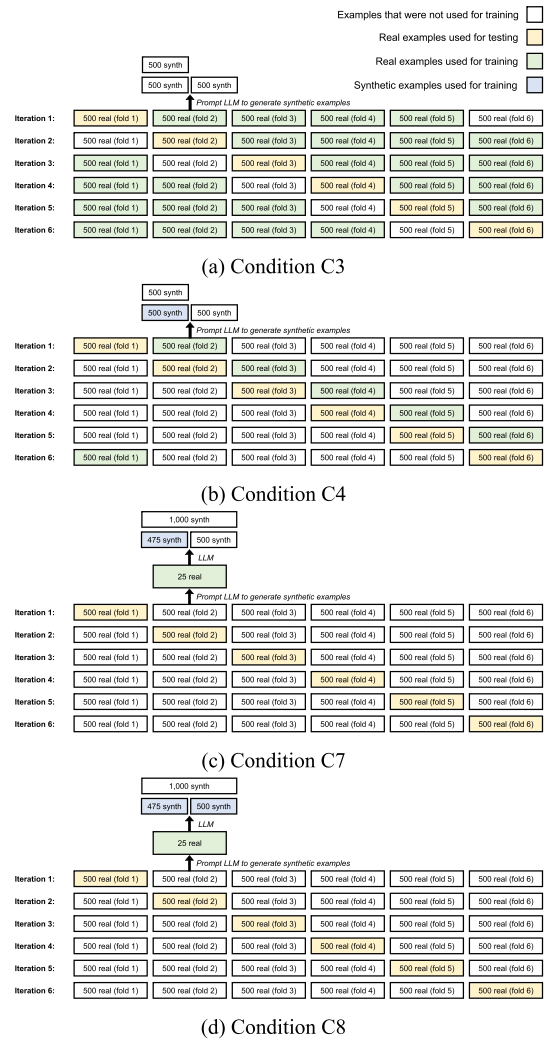 Examples that were not used for training
Real examples used for testing
Real examples used for training
Synthetic examples used for training
500 synth
500 synth 500 synth
Prompt LLM to generate synthetic examples
Iteration 1: 500 real (fold 1) 500 real (fold 2) 500 real (fold 3) 500 real (fold 4) 500 real (fold 5) 500 real (fold 6)
Iteration 2: 500 real (fold 1) 500 real (fold 2) 500 real (fold 3) 500 real (fold 4) 500 real (fold 5) 500 real (fold 6)
Iteration 3: 500 real (fold 1) 500 real (fold 2) 500 real (fold 3) 500 real (fold 4) 500 real (fold 5) 500 real (fold 6)
Iteration 4: 500 real (fold 1) 500 real (fold 2) 500 real (fold 3) 500 real (fold 4) 500 real (fold 5) 500 real (fold 6)
Iteration 5: 500 real (fold 1) 500 real (fold 2) 500 real (fold 3) 500 real (fold 4) 500 real (fold 5) 500 real (fold 6)
Iteration 6: 500 real (fold 1) 500 real (fold 2) 500 real (fold 3) 500 real (fold 4) 500 real (fold 5) 500 real (fold 6)
(a) Condition C3
500 synth
500 synth 500 synth
Prompt LLM to generate synthetic examples
Iteration 1: 500 real (fold 1) 500 real (fold 2) 500 real (fold 3) 500 real (fold 4) 500 real (fold 5) 500 real (fold 6)
Iteration 2: 500 real (fold 1) 500 real (fold 2) 500 real (fold 3) 500 real (fold 4) 500 real (fold 5) 500 real (fold 6)
Iteration 3: 500 real (fold 1) 500 real (fold 2) 500 real (fold 3) 500 real (fold 4) 500 real (fold 5) 500 real (fold 6)
Iteration 4: 500 real (fold 1) 500 real (fold 2) 500 real (fold 3) 500 real (fold 4) 500 real (fold 5) 500 real (fold 6)
Iteration 5: 500 real (fold 1) 500 real (fold 2) 500 real (fold 3) 500 real (fold 4) 500 real (fold 5) 500 real (fold 6)
Iteration 6: 500 real (fold 1) 500 real (fold 2) 500 real (fold 3) 500 real (fold 4) 500 real (fold 5) 500 real (fold 6)
(b) Condition C4
1,000 synth
475 synth 500 synth
LLM
25 real
Prompt LLM to generate synthetic examples
Iteration 1: 500 real (fold 1) 500 real (fold 2) 500 real (fold 3) 500 real (fold 4) 500 real (fold 5) 500 real (fold 6)
Iteration 2: 500 real (fold 1) 500 real (fold 2) 500 real (fold 3) 500 real (fold 4) 500 real (fold 5) 500 real (fold 6)
Iteration 3: 500 real (fold 1) 500 real (fold 2) 500 real (fold 3) 500 real (fold 4) 500 real (fold 5) 500 real (fold 6)
Iteration 4: 500 real (fold 1) 500 real (fold 2) 500 real (fold 3) 500 real (fold 4) 500 real (fold 5) 500 real (fold 6)
Iteration 5: 500 real (fold 1) 500 real (fold 2) 500 real (fold 3) 500 real (fold 4) 500 real (fold 5) 500 real (fold 6)
Iteration 6: 500 real (fold 1) 500 real (fold 2) 500 real (fold 3) 500 real (fold 4) 500 real (fold 5) 500 real (fold 6)
(c) Condition C7
1,000 synth
475 synth 500 synth
LLM
25 real
Prompt LLM to generate synthetic examples
Iteration 1: 500 real (fold 1) 500 real (fold 2) 500 real (fold 3) 500 real (fold 4) 500 real (fold 5) 500 real (fold 6)
Iteration 2: 500 real (fold 1) 500 real (fold 2) 500 real (fold 3) 500 real (fold 4) 500 real (fold 5) 500 real (fold 6)
Iteration 3: 500 real (fold 1) 500 real (fold 2) 500 real (fold 3) 500 real (fold 4) 500 real (fold 5) 500 real (fold 6)
Iteration 4: 500 real (fold 1) 500 real (fold 2) 500 real (fold 3) 500 real (fold 4) 500 real (fold 5) 500 real (fold 6)
Iteration 5: 500 real (fold 1) 500 real (fold 2) 500 real (fold 3) 500 real (fold 4) 500 real (fold 5) 500 real (fold 6)
Iteration 6: 500 real (fold 1) 500 real (fold 2) 500 real (fold 3) 500 real (fold 4) 500 real (fold 5) 500 real (fold 6)
(d) Condition C8